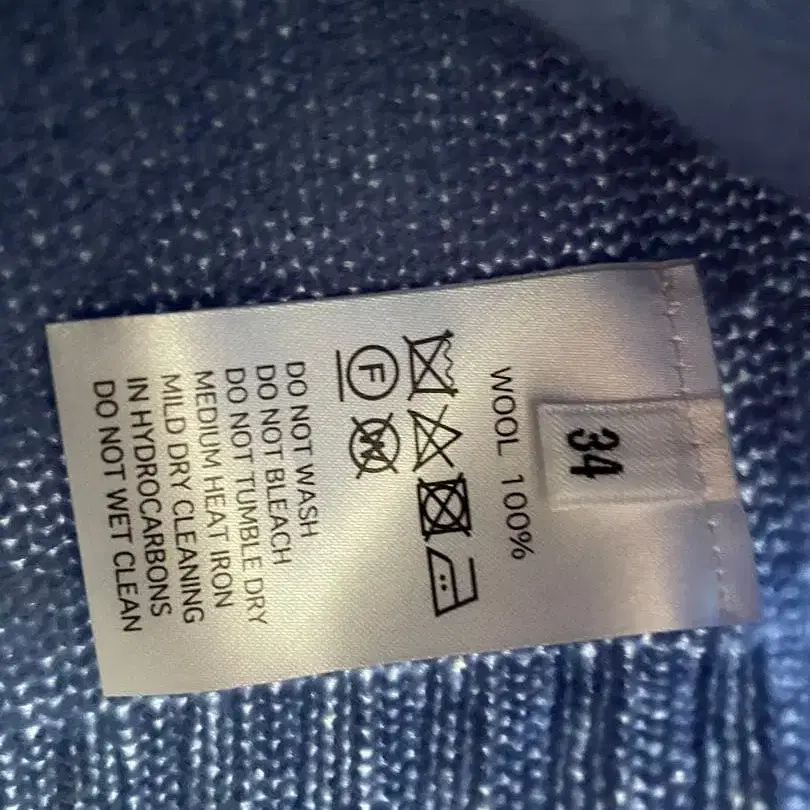 34
WOOL 100%
F
W
DO NOT WASH
DO NOT BLEACH
DO NOT TUMBLE DRY
MEDIUM HEAT IRON
MILD DRY CLEANING
IN HYDROCARBONS
DO NOT WET CLEAN